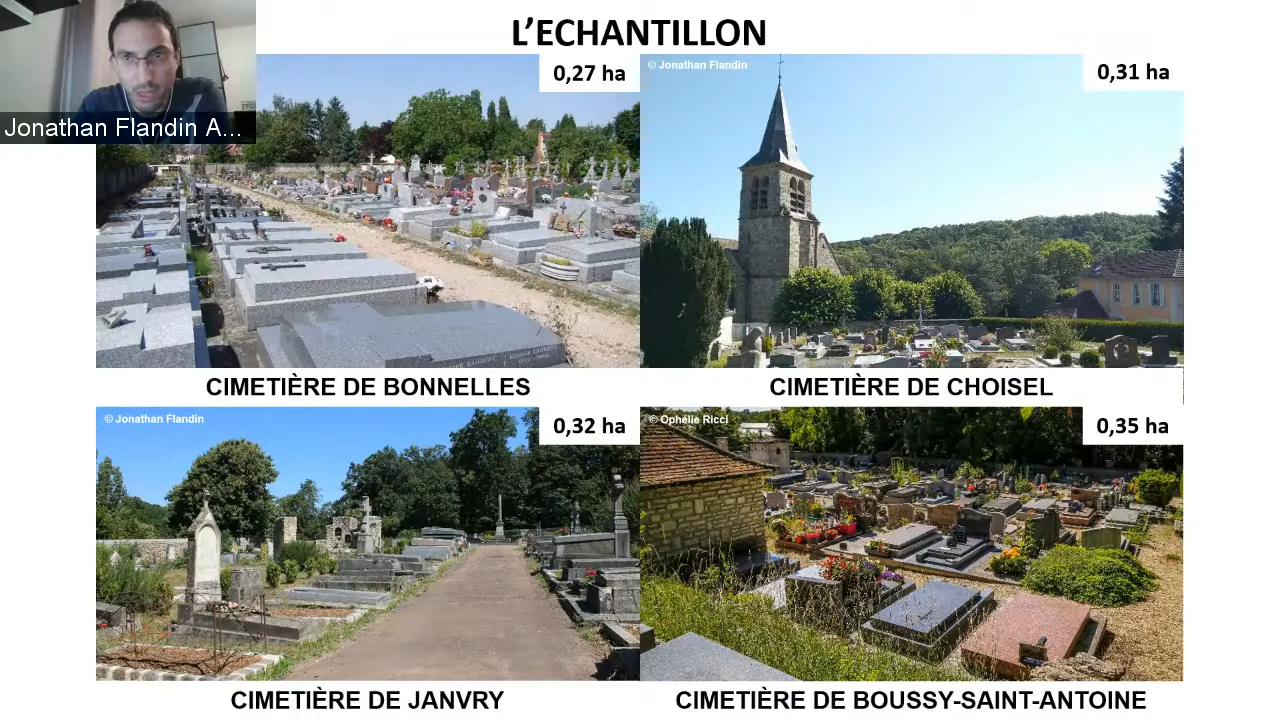 L'ECHANTILLON
Jonathan Flandin A...
0,27 ha
© Jonathan Flandin
0,31 ha
CIMETIÈRE DE BONNELLES
CIMETIÈRE DE CHOISEL
© Jonathan Flandin
0,32 ha
© Ophélie Ricci
0,35 ha
CIMETIÈRE DE JANVRY
CIMETIÈRE DE BOUSSY-SAINT-ANTOINE